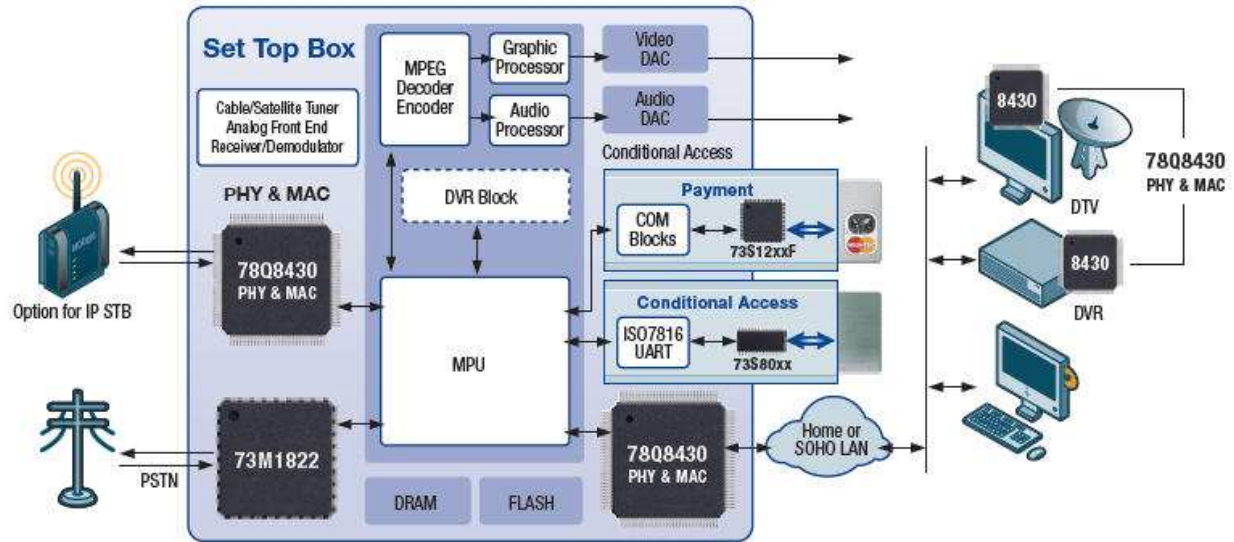 Set Top Box
Cable/Satellite Tuner
Analog Front End
Receiver/Demodulator
MPEG
Decoder
Encoder
Graphic
Processor
Audio
Processor
Video
DAC
Audio
DAC
Conditional Access
DVR Block
PHY & MAC
78Q8430
PHY & MAC
Option for IP STB
Payment
COM
Blocks
73S12xxF
Conditional Access
ISO7816
UART
73S80xx
MPU
73M1822
PSTN
DRAM
FLASH
78Q8430
PHY & MAC
Home or
SOHO LAN
8430
DTV
78Q8430
PHY & MAC
8430
DVR